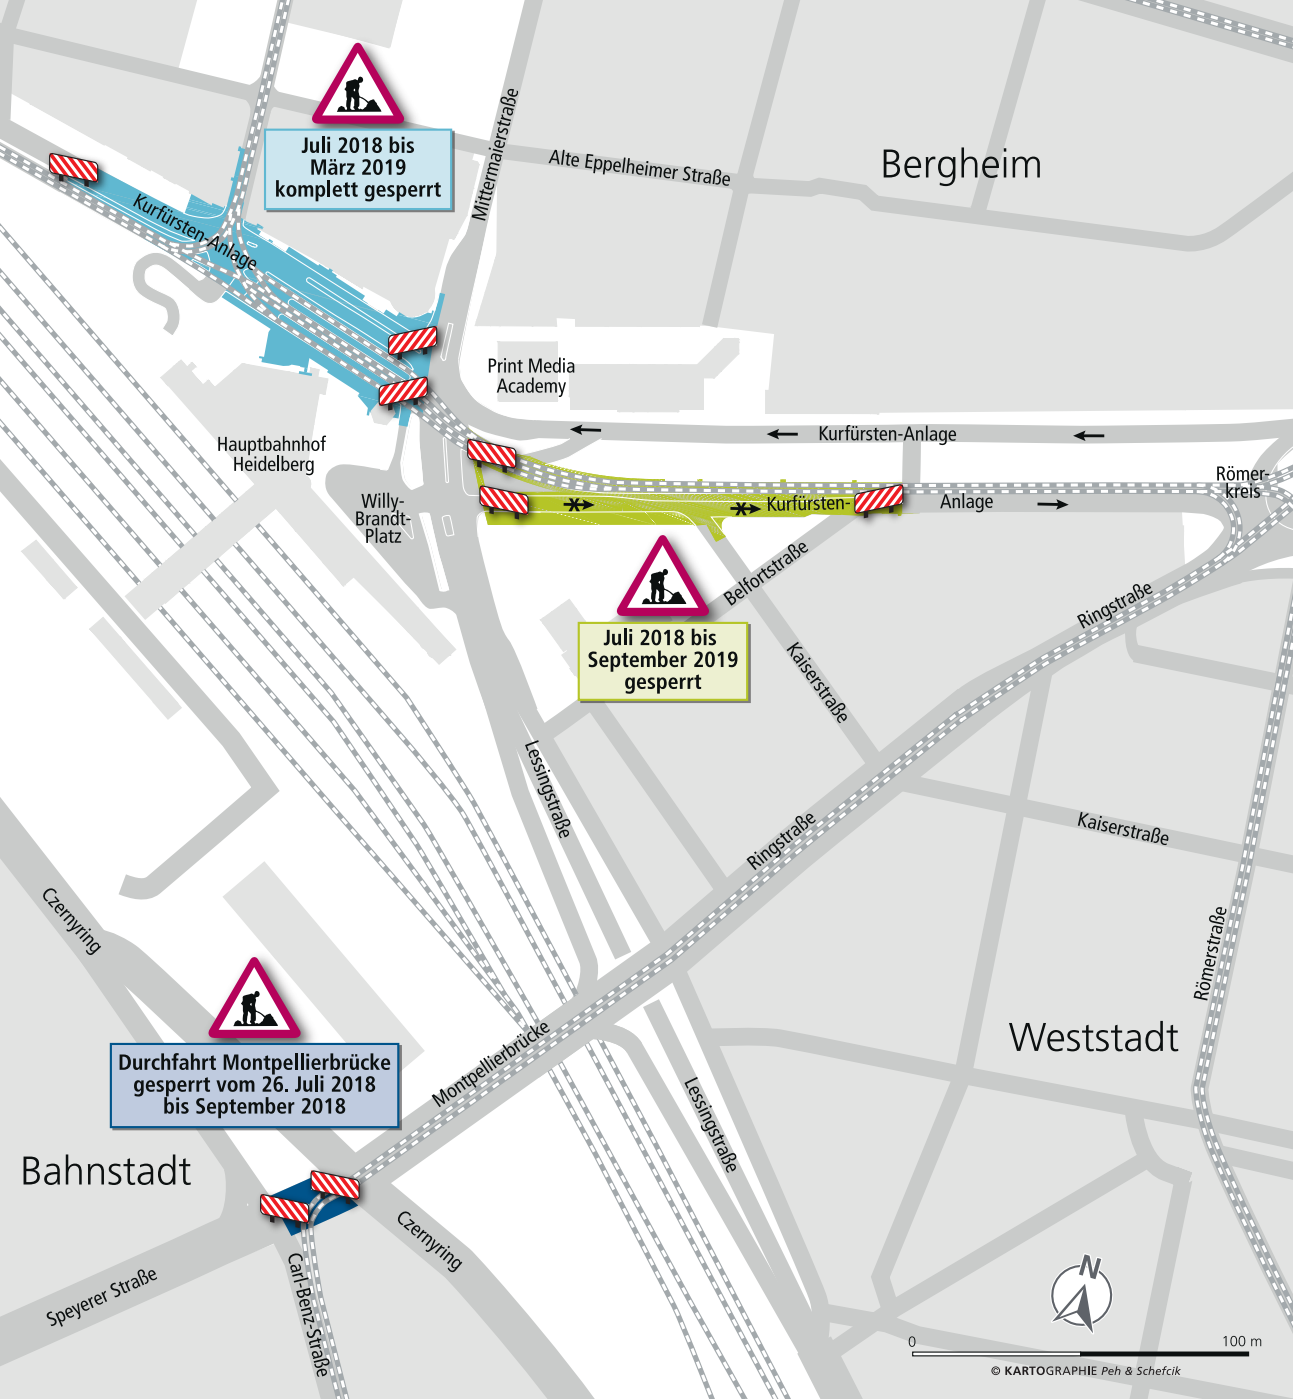 Juli 2018 bis
März 2019
komplett gesperrt
Mittermaierstraße
Alte Eppelheimer Straße
Bergheim
Kurfürsten-Anlage
Print Media
Academy
Kurfürsten-Anlage
Hauptbahnhof
Heidelberg
Willy-
Brandt-
Platz
Kurfürsten-
Anlage
Römer-
kreis
Belfortstraße
Ringstraße
Juli 2018 bis
September 2019
gesperrt
Kaiserstraße
Lessingstraße
Ringstraße
Kaiserstraße
Czernyring
Römerstraße
Weststadt
Durchfahrt Montpellierbrücke
gesperrt vom 26. Juli 2018
bis September 2018
Montpellierbrücke
Lessingstraße
Bahnstadt
Czernyring
Speyerer Straße
Carl-Benz-Straße
N
0
100 m
© KARTOGRAPHIE Peh & Schefcik